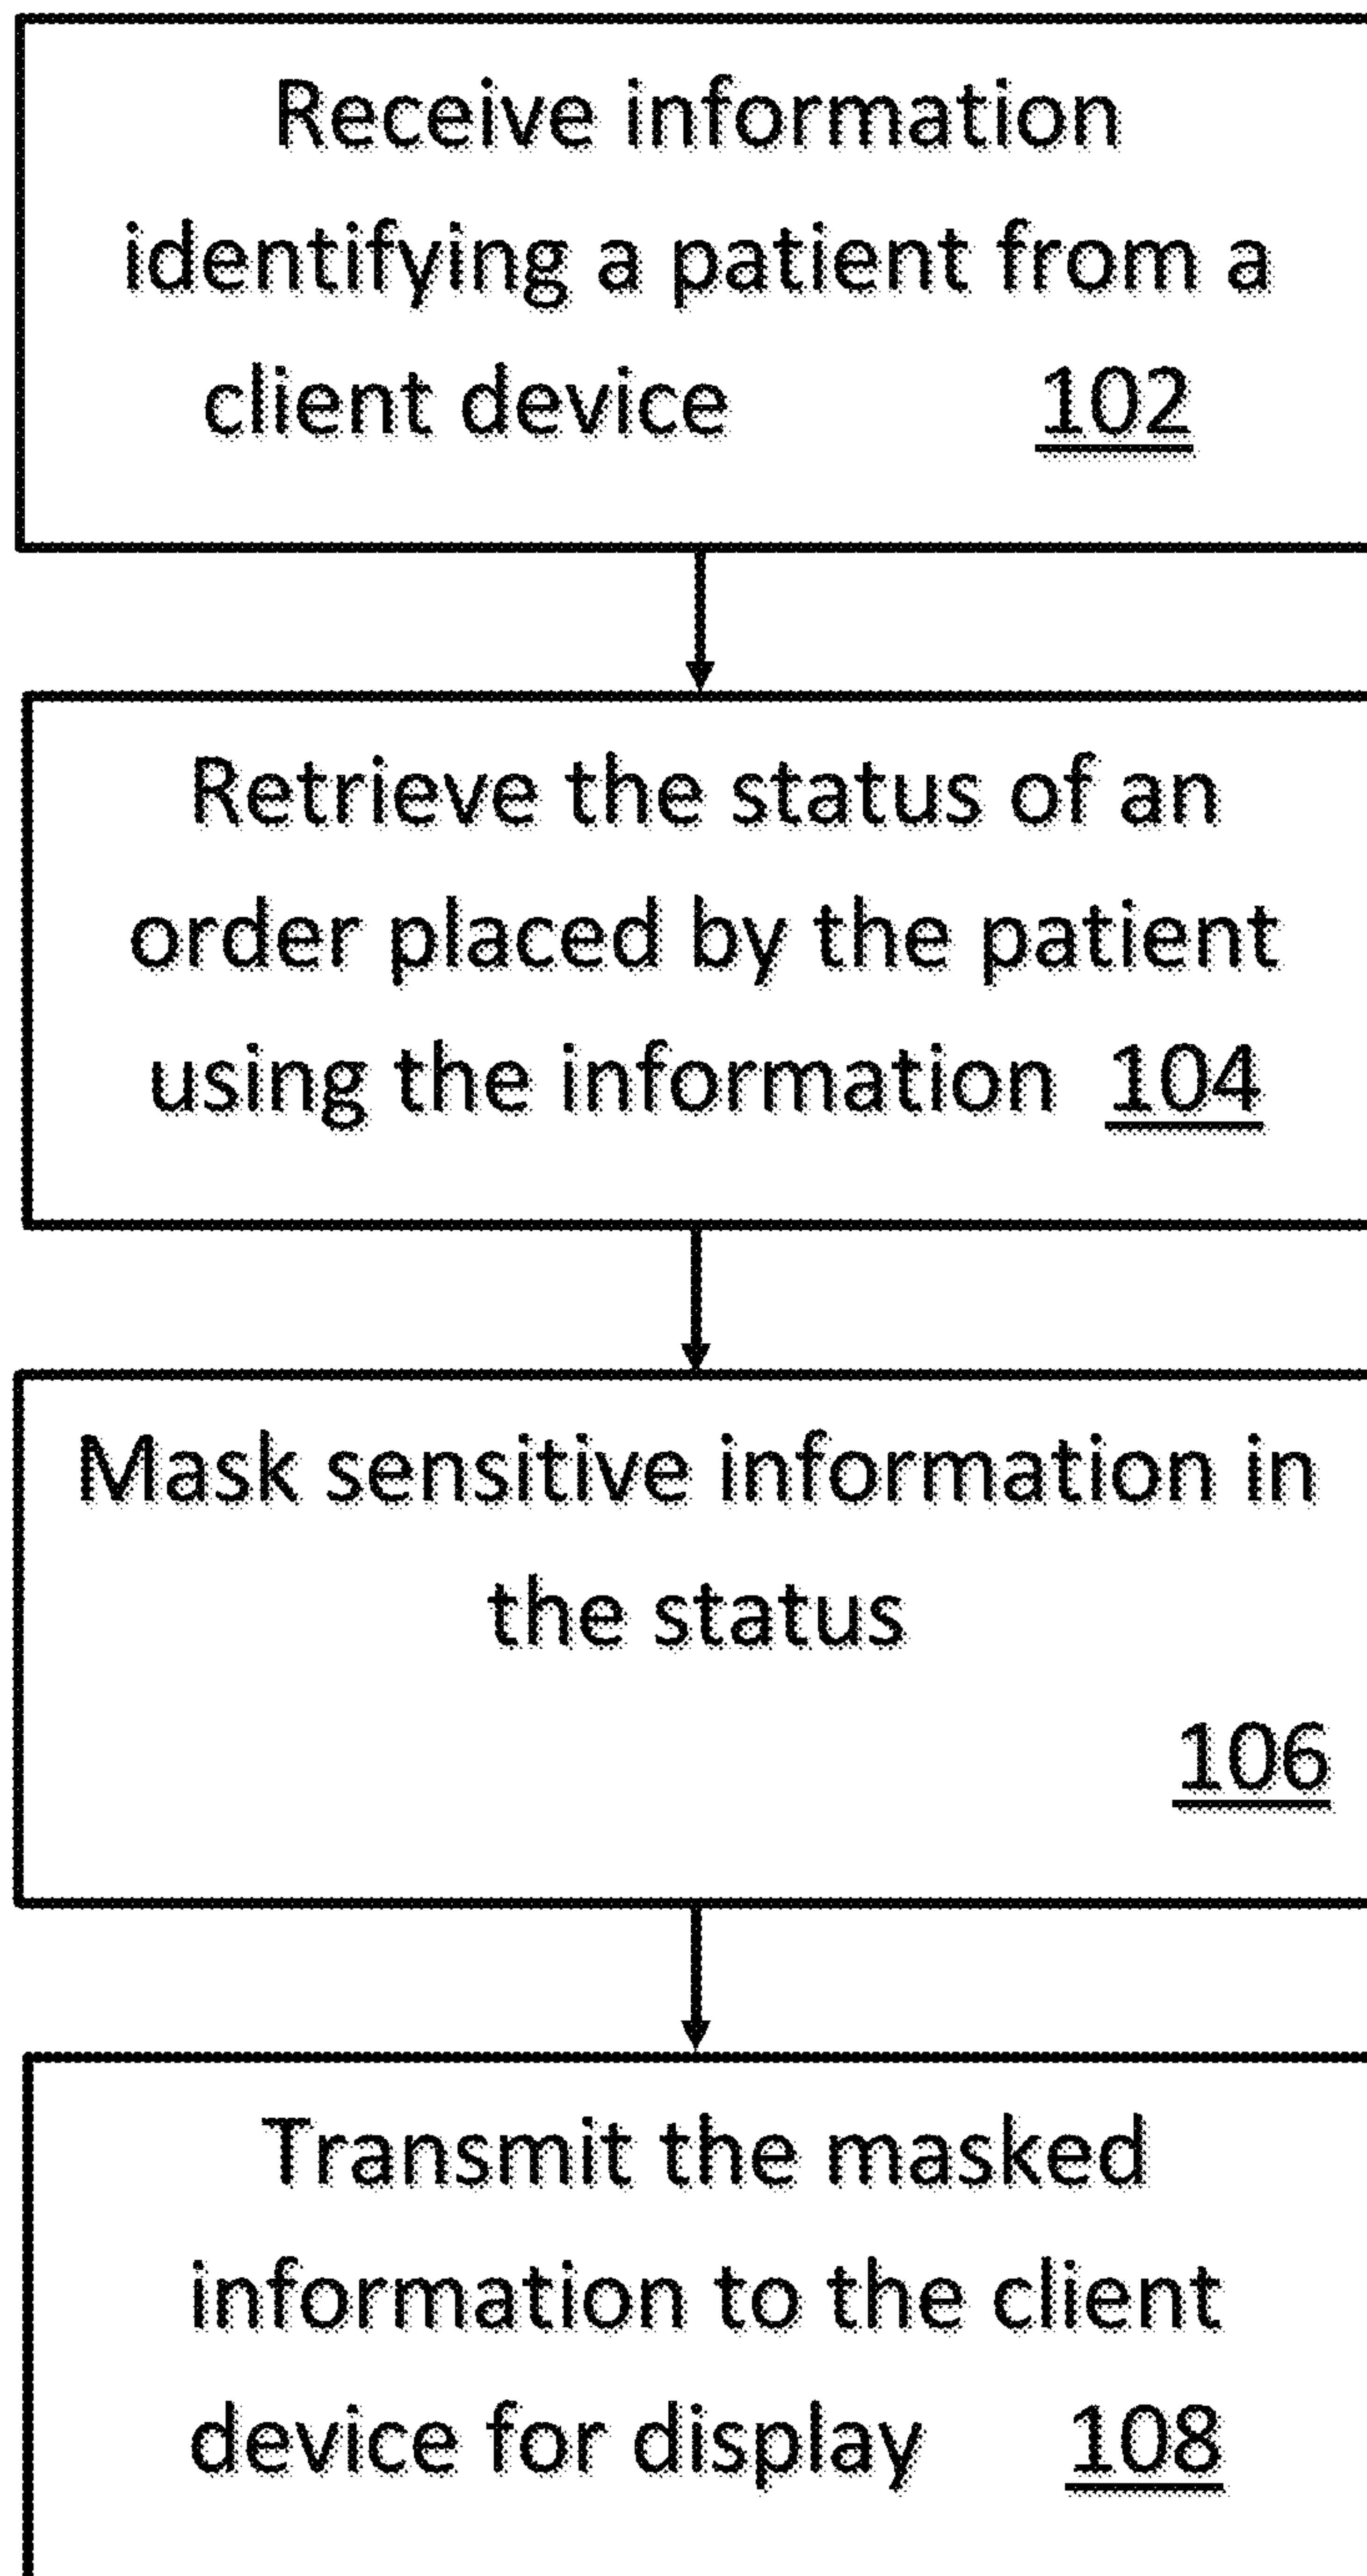 Receive information
identifying a patient from a
client device 102
Retrieve the status of an
order placed by the patient
using the information 104
Mask sensitive information in
the status
106
Transmit the masked
information to the client
device for display 108